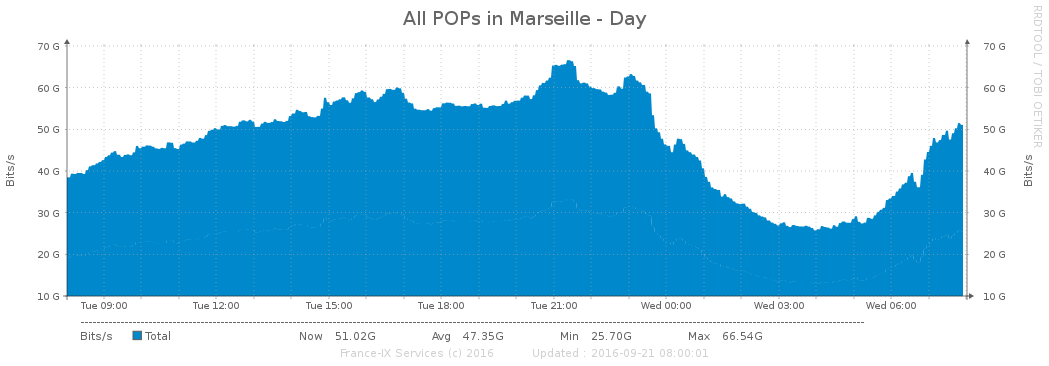 All POPs in Marseille - Day
RRDTOOL / TOBI OETIKER
Bits/s
70 G 70 G
60 G 60 G
50 G 50 G
40 G 40 G
30 G 30 G
20 G 20 G
10 G 10 G
Bits/s
Tue 09:00 Tue 12:00 Tue 15:00 Tue 18:00 Tue 21:00 Wed 00:00 Wed 03:00 Wed 06:00
Bits/s Total Now 51.02G Avg 47.35G Min 25.70G Max 66.54G
France-IX Services (c) 2016 Updated : 2016-09-21 08:00:01